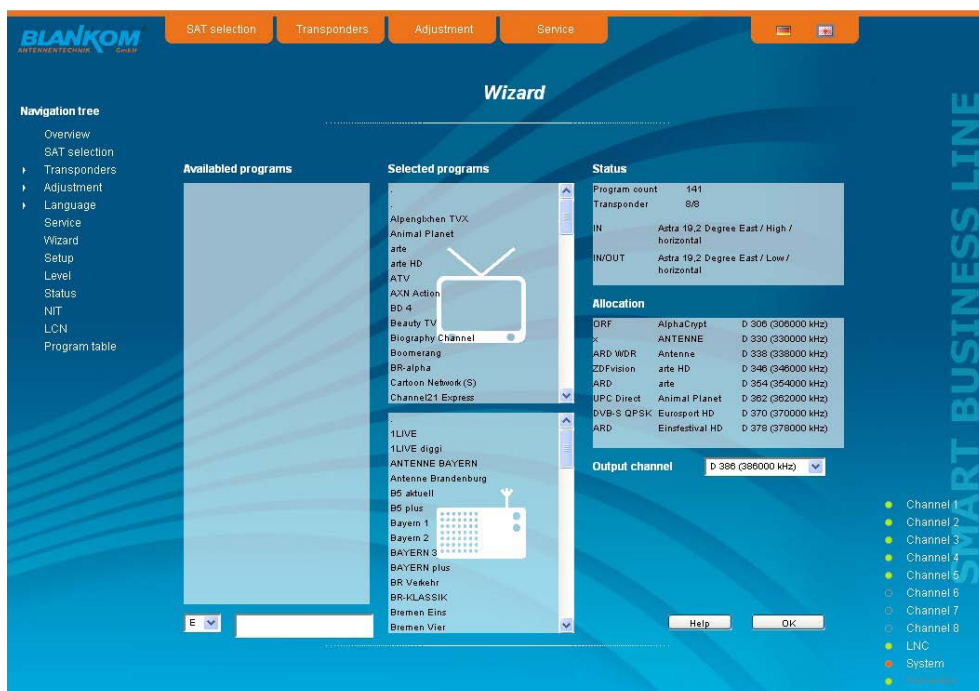 BLANKOM
ANTENNENTECHNIK GmbH
SAT selection
Transponders
Adjustment
Service
Wizard
Navigation tree
Overview
SAT selection
Transponders
Adjustment
Language
Service
Wizard
Setup
Level
Status
NIT
LCN
Program table
Availabled programs
E
Selected programs
.
.
Alpenglxhen TVX
Animal Planet
arte
arte HD
ATV
AXN Action
BD 4
Beauty TV
Biography Channel
Boomerang
BR-alpha
Cartoon Network (S)
Channel21 Express
.
1LIVE
1LIVE diggi
ANTENNE BAYERN
Antenne Brandenburg
B5 aktuell
B5 plus
Bayern 1
Bayern 2
BAYERN 3
BAYERN plus
BR Verkehr
BR-KLASSIK
Bremen Eins
Bremen Vier
Status
Program count 141
Transponder 8/8
IN Astra 19,2 Degree East / High /
horizontal
IN/OUT Astra 19,2 Degree East / Low /
horizontal
Allocation
ORF AlphaCrypt D 306 (306000 kHz)
x ANTENNE D 330 (330000 kHz)
ARD WDR Antenne D 338 (338000 kHz)
ZDFvision arte HD D 346 (346000 kHz)
ARD arte D 354 (354000 kHz)
UPC Direct Animal Planet D 362 (362000 kHz)
DVB-S QPSK Eurosport HD D 370 (370000 kHz)
ARD Einsfestival HD D 378 (378000 kHz)
Output channel D 386 (386000 kHz)
Help
OK
SMART BUSINESS LINE
Channel 1
Channel 2
Channel 3
Channel 4
Channel 5
Channel 6
Channel 7
Channel 8
LNC
System